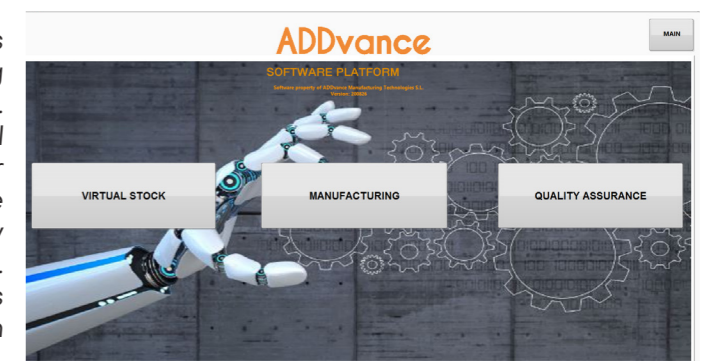 ADDvance
MAIN
SOFTWARE PLATFORM
Software property of ADDvance Manufacturing Technologies S.L.
VIRTUAL STOCK
MANUFACTURING
QUALITY ASSURANCE